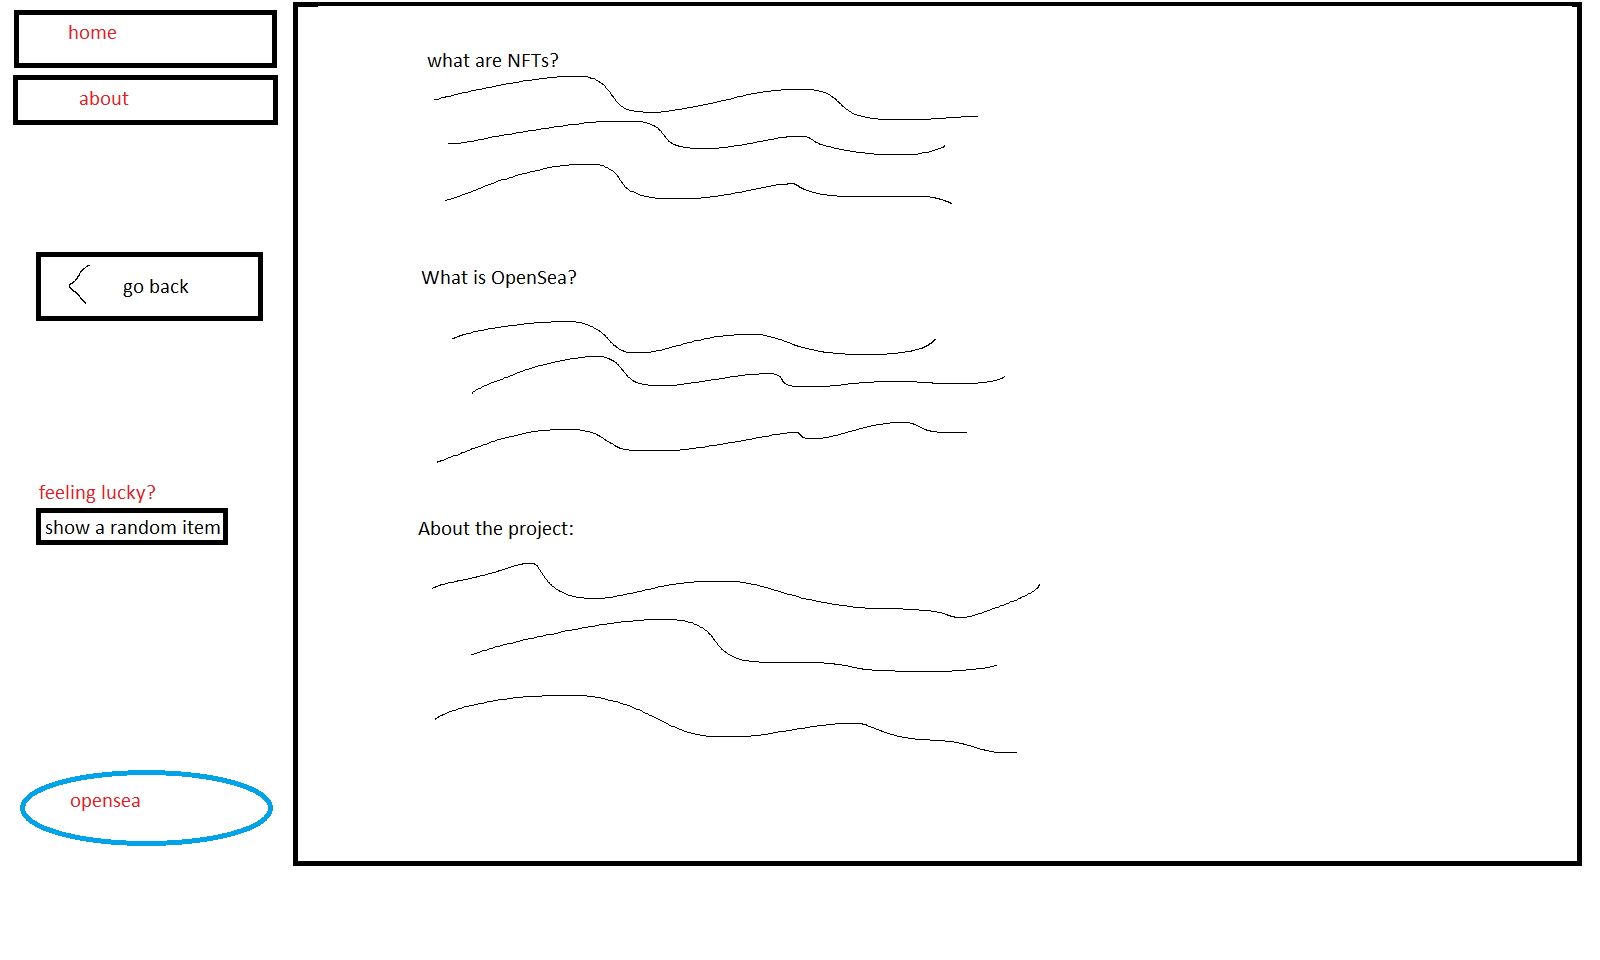 home
about
go back
feeling lucky?
show a random item
opensea
what are NFTs?
What is OpenSea?
About the project: